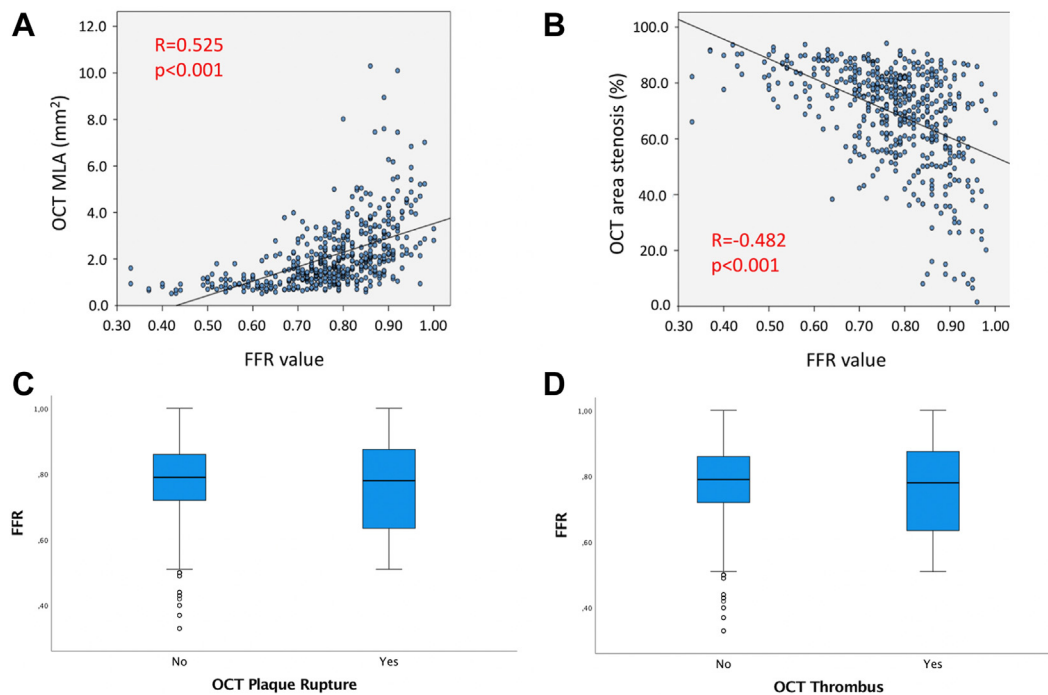 A
OCT MLA (mm²)
12.0
10.0
8.0
6.0
4.0
2.0
0.0
R=0.525
p<0.001
0.30 0.40 0.50 0.60 0.70 0.80 0.90 1.00
FFR value
B
OCT area stenosis (%)
100.0
80.0
60.0
40.0
20.0
0.0
R=-0.482
p<0.001
0.30 0.40 0.50 0.60 0.70 0.80 0.90 1.00
FFR value
C
FFR
1,00
,80
,60
,40
No Yes
OCT Plaque Rupture
D
FFR
1,00
,80
,60
,40
No Yes
OCT Thrombus